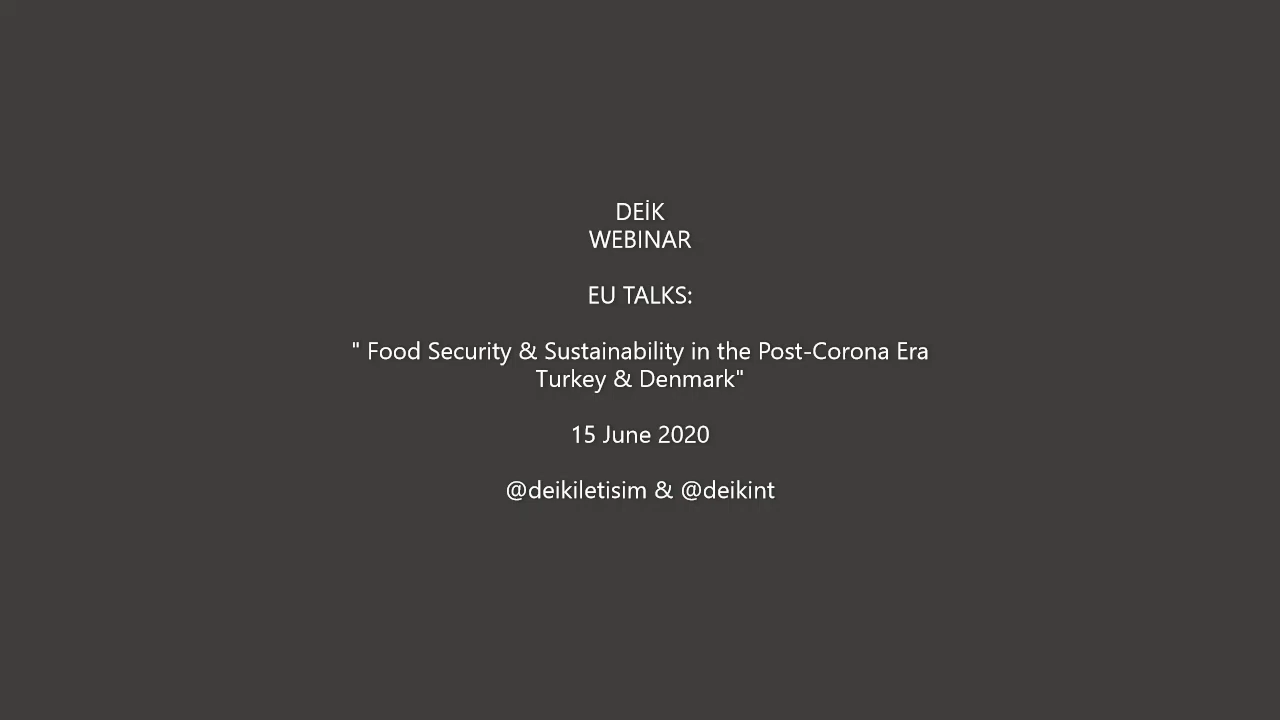 DEİK
WEBINAR
EU TALKS:
" Food Security & Sustainability in the Post-Corona Era
Turkey & Denmark"
15 June 2020
@deikiletisim & @deikint